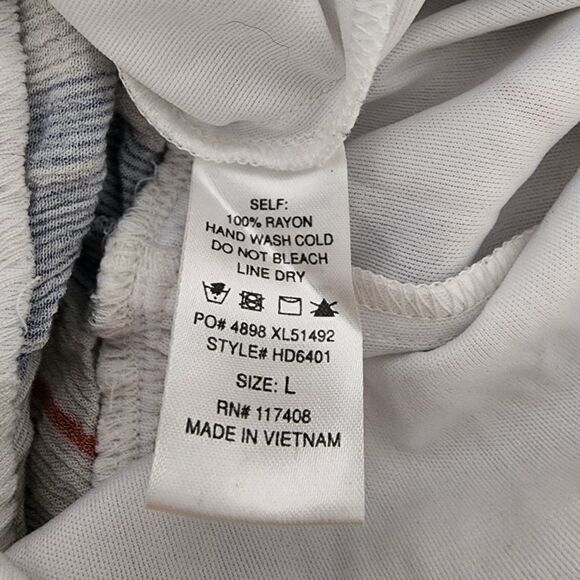 SELF:
100% RAYON
HAND WASH COLD
DO NOT BLEACH
LINE DRY
PO# 4898 XL51492
STYLE# HD6401
SIZE: L
RN# 117408
MADE IN VIETNAM